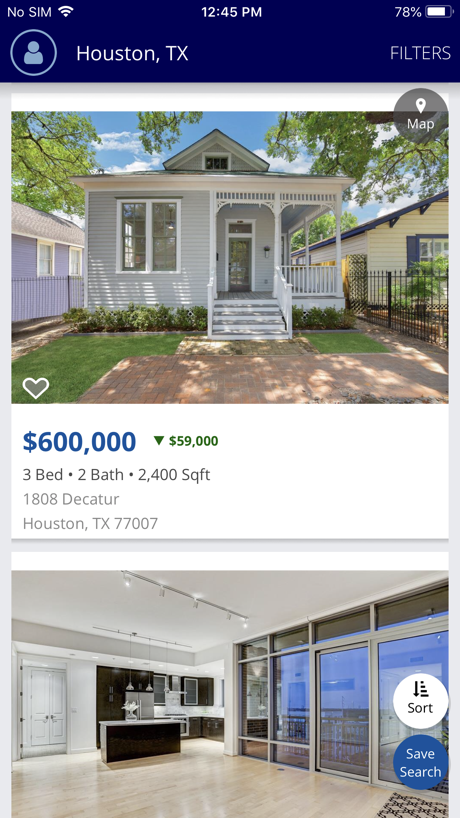 No SIM 12:45 PM 78%
Houston, TX FILTERS
Map
$600,000 ▼ $59,000
3 Bed • 2 Bath • 2,400 Sqft
1808 Decatur
Houston, TX 77007
Sort
Save
Search